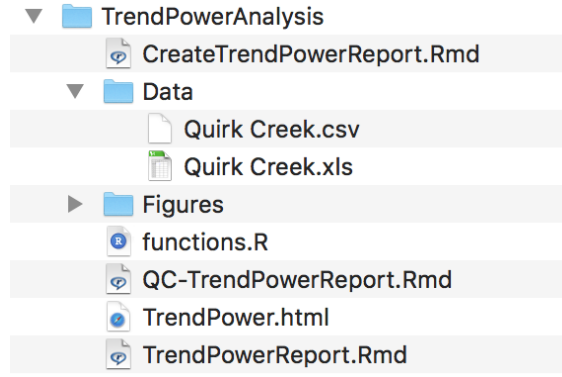 TrendPowerAnalysis
CreateTrendPowerReport.Rmd
Data
Quirk Creek.csv
Quirk Creek.xls
Figures
functions.R
QC-TrendPowerReport.Rmd
TrendPower.html
TrendPowerReport.Rmd